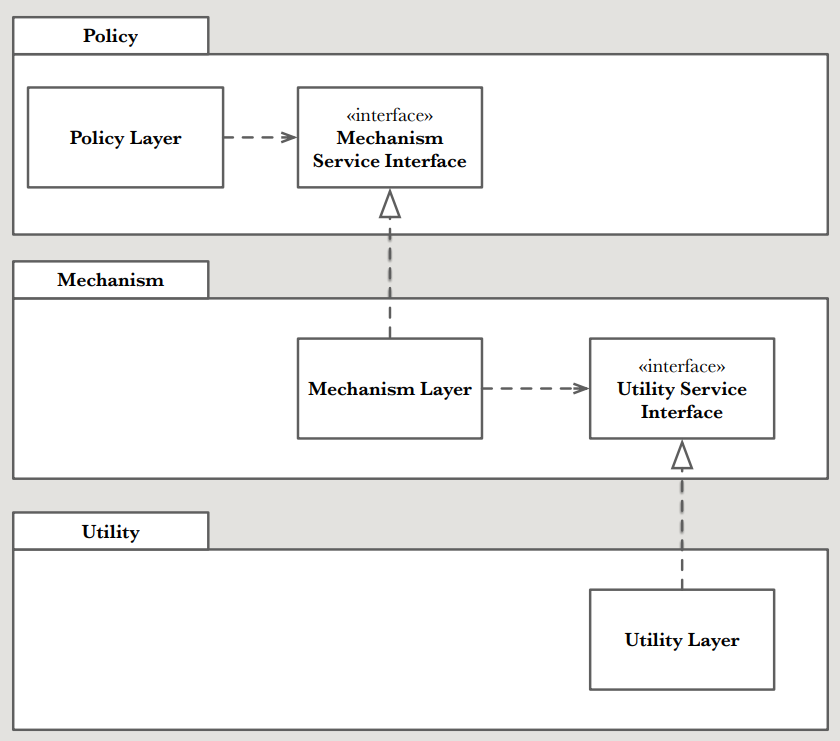 Policy
Policy Layer
«interface»
Mechanism
Service Interface
Mechanism
Mechanism Layer
«interface»
Utility Service
Interface
Utility
Utility Layer